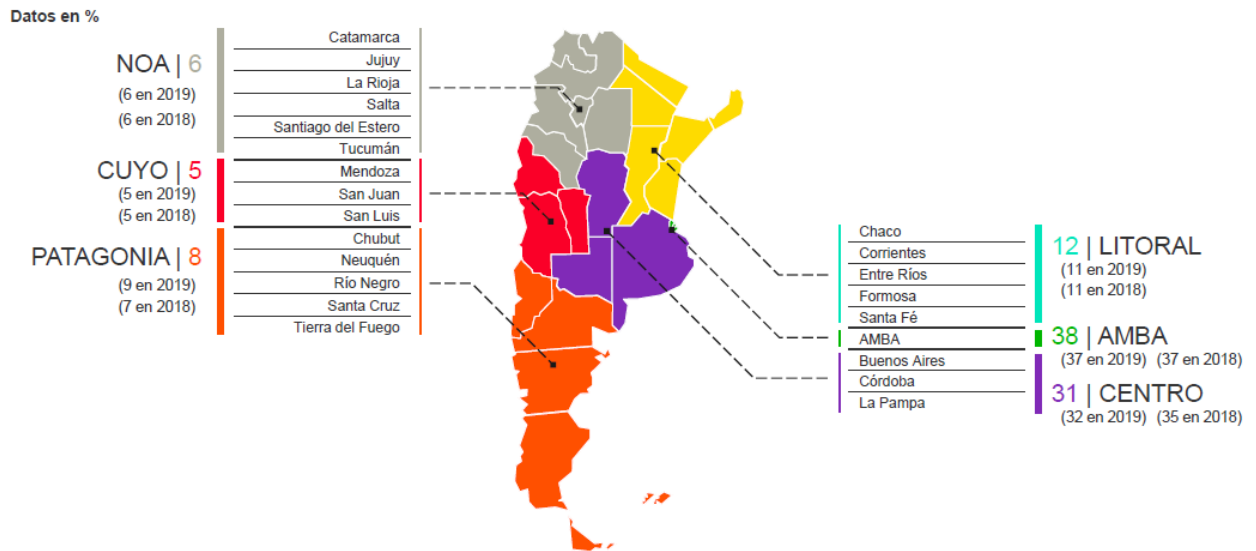 Datos en %
NOA | 6
(6 en 2019)
(6 en 2018)
Catamarca
Jujuy
La Rioja
Salta
Santiago del Estero
Tucumán
CUYO | 5
(5 en 2019)
(5 en 2018)
Mendoza
San Juan
San Luis
PATAGONIA | 8
(9 en 2019)
(7 en 2018)
Chubut
Neuquén
Río Negro
Santa Cruz
Tierra del Fuego
Chaco
Corrientes
Entre Ríos
Formosa
Santa Fé
12 | LITORAL
(11 en 2019)
(11 en 2018)
AMBA
38 | AMBA
(37 en 2019) (37 en 2018)
Buenos Aires
Córdoba
La Pampa
31 | CENTRO
(32 en 2019) (35 en 2018)